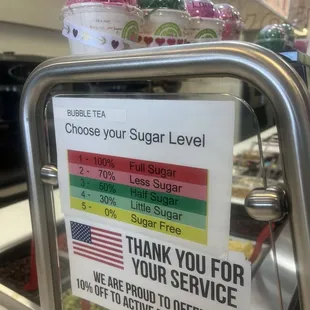 BUBBLE TEA
Choose your Sugar Level
1 - 100% Full Sugar
2 - 70% Less Sugar
3 - 50% Half Sugar
4 - 30% Little Sugar
5 - 0% Sugar Free
THANK YOU FOR
YOUR SERVICE
WE ARE PROUD TO
10% OFF TO ACTIVE